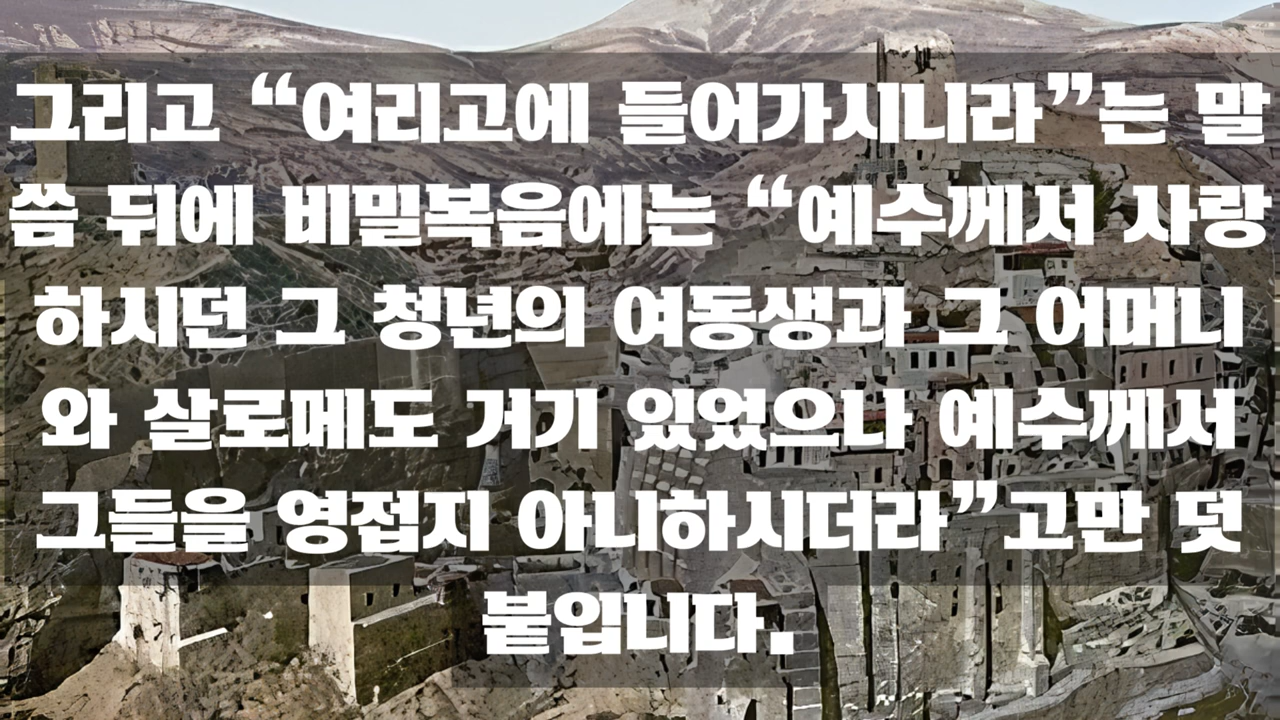 그리고 “여리고에 들어가시니라”는 말
씀 뒤에 비밀복음에는 “예수께서 사랑
하시던 그 청년의 여동생과 그 어머니
와 살로메도 거기 있었으나 예수께서
그들을 영접지 아니하시더라”고만 덧
붙입니다.